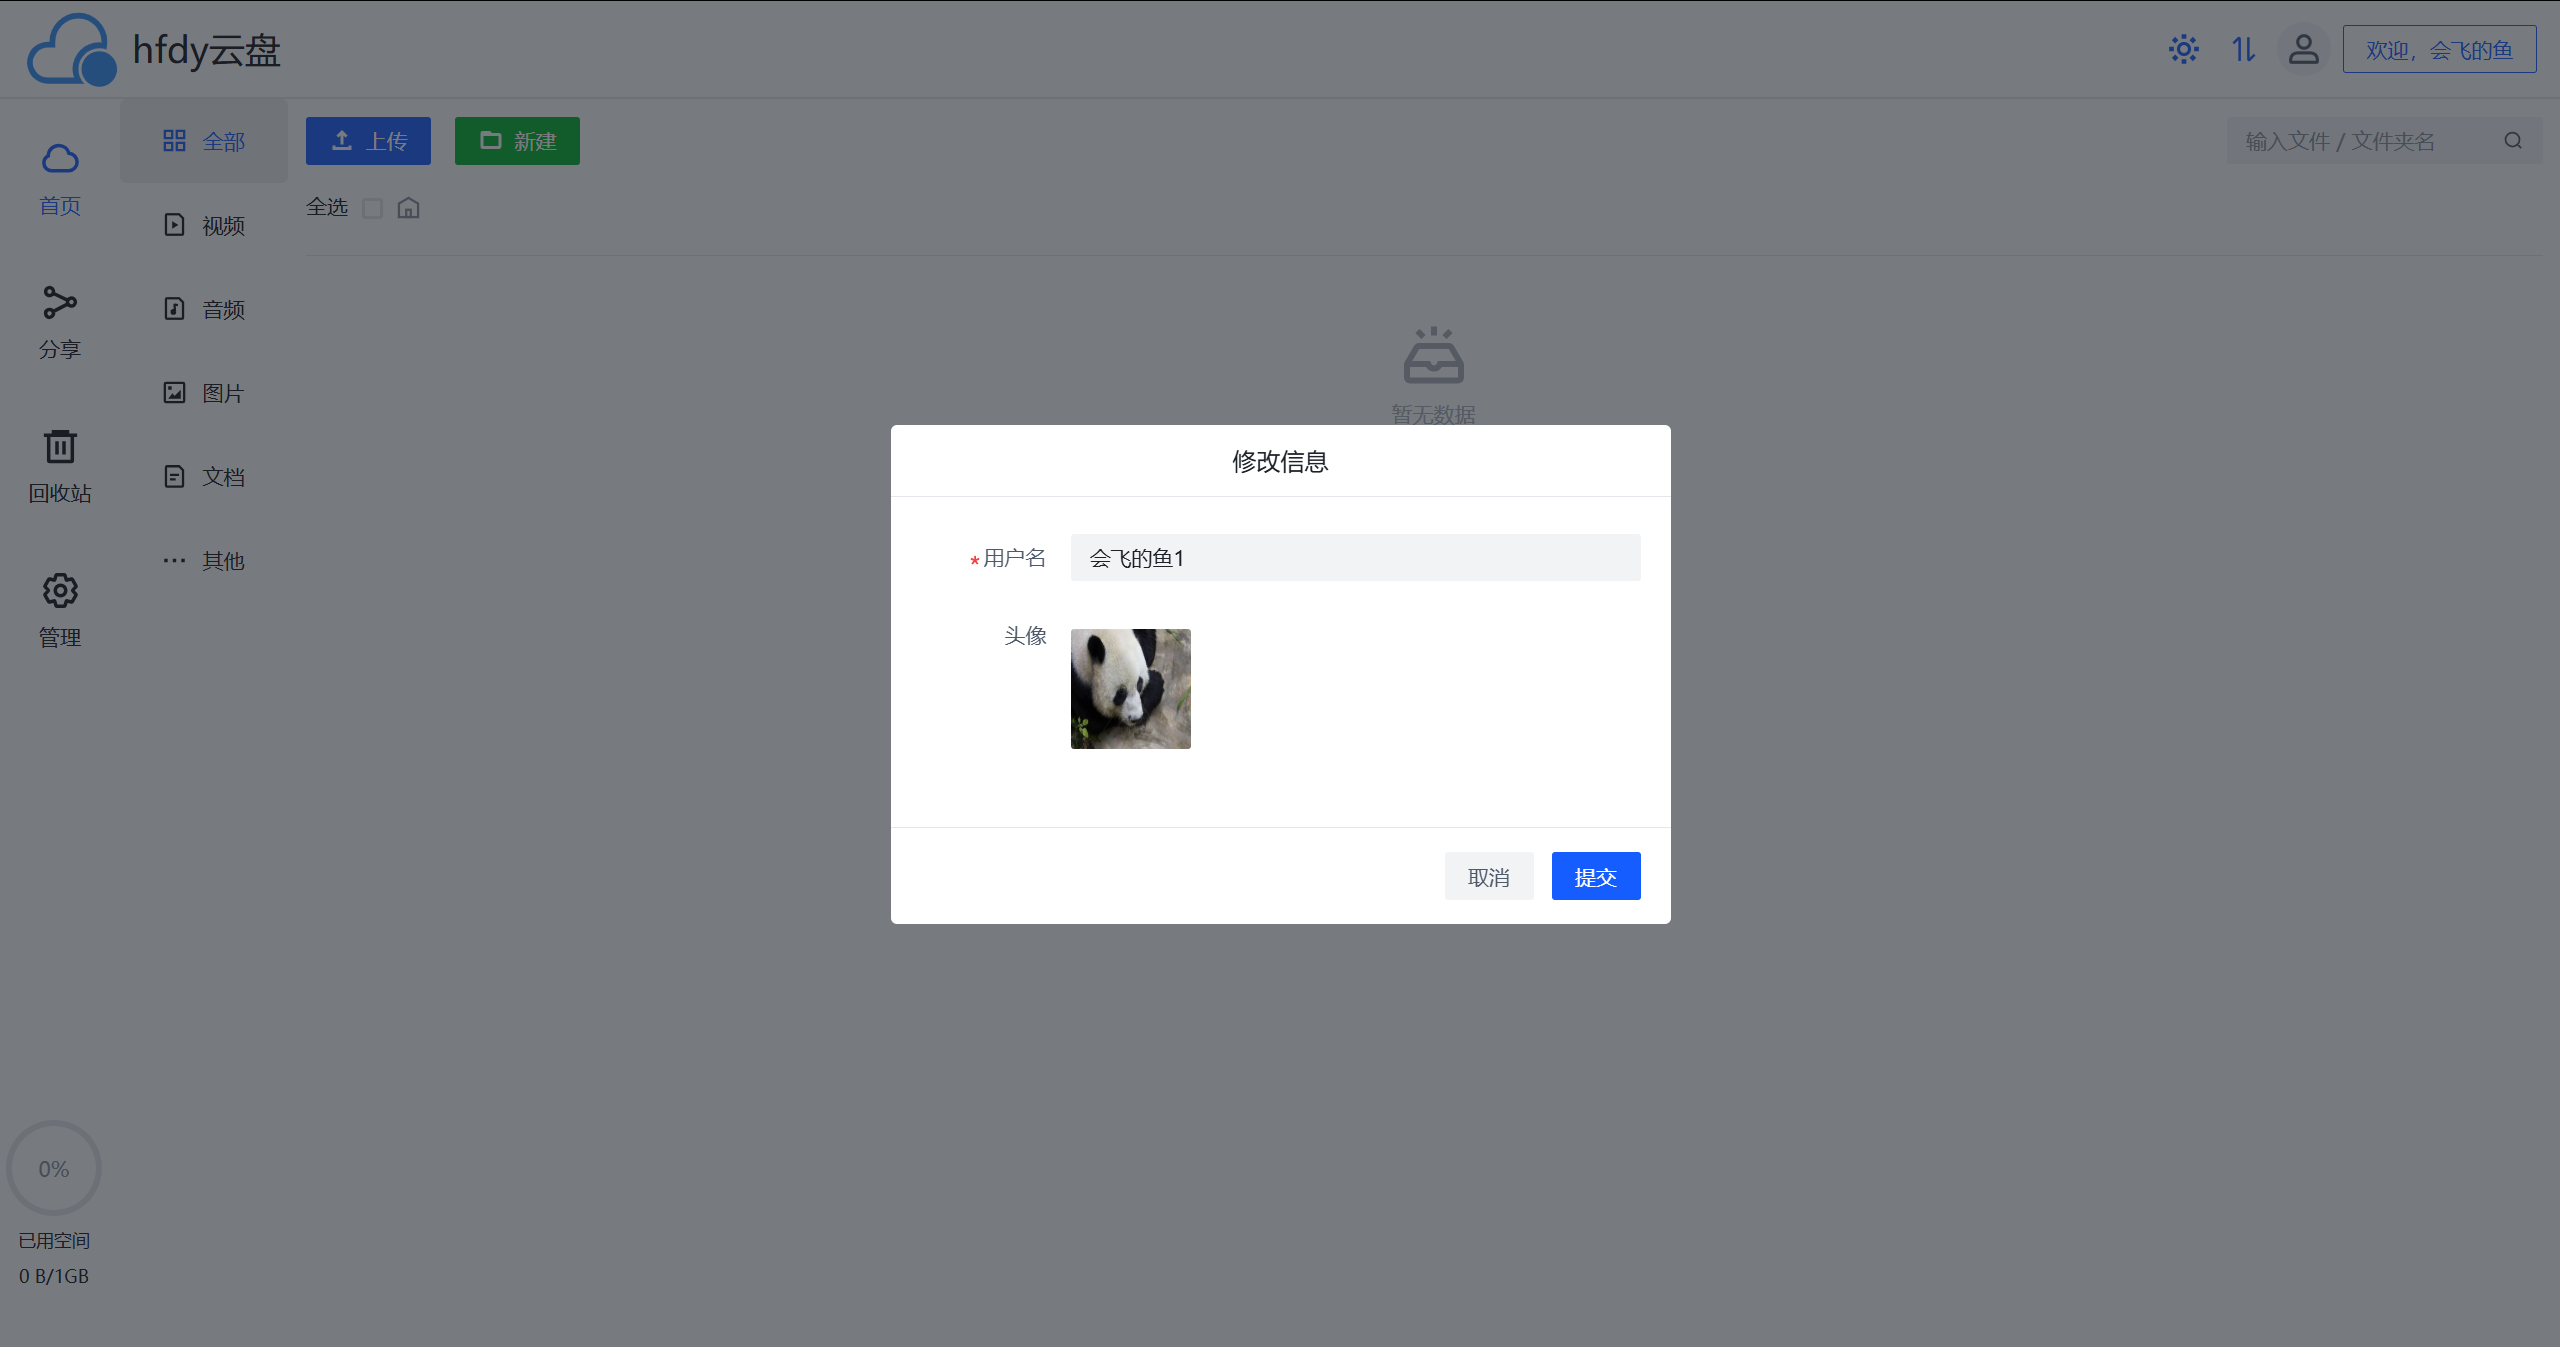 hfdy云盘
欢迎，会飞的鱼
首页
分享
回收站
管理
全部
视频
音频
图片
文档
其他
上传
新建
输入文件 / 文件夹名
全选
暂无数据
修改信息
*用户名
会飞的鱼1
头像
取消
提交
0%
已用空间
0 B/1GB